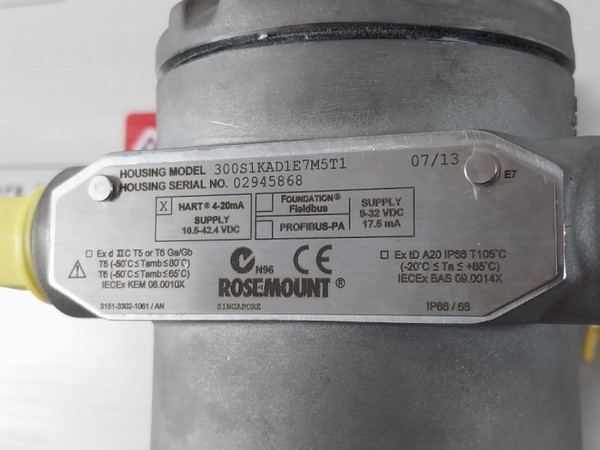 HOUSING MODEL 300S1KAD1E7M5T1 07/13
HOUSING SERIAL NO. 02945868
E7
X HART® 4-20mA
SUPPLY
10.5-42.4 VDC
FOUNDATION®
Fieldbus
PROFIBUS-PA
SUPPLY
9-32 VDC
17.5 mA
Ex d IIC T5 or T6 Ga/Gb
T5 (-50°C ≤Tamb≤80°C)
T6 (-50°C ≤Tamb≤65°C)
IECEx KEM 09.0010X
N96
CE
Ex tD A20 IP66 T105°C
(-20°C ≤ Ta ≤ +85°C)
IECEx BAS 09.0014X
ROSEMOUNT®
SINGAPORE
3151-3302-1061 / AN
IP66 / 68